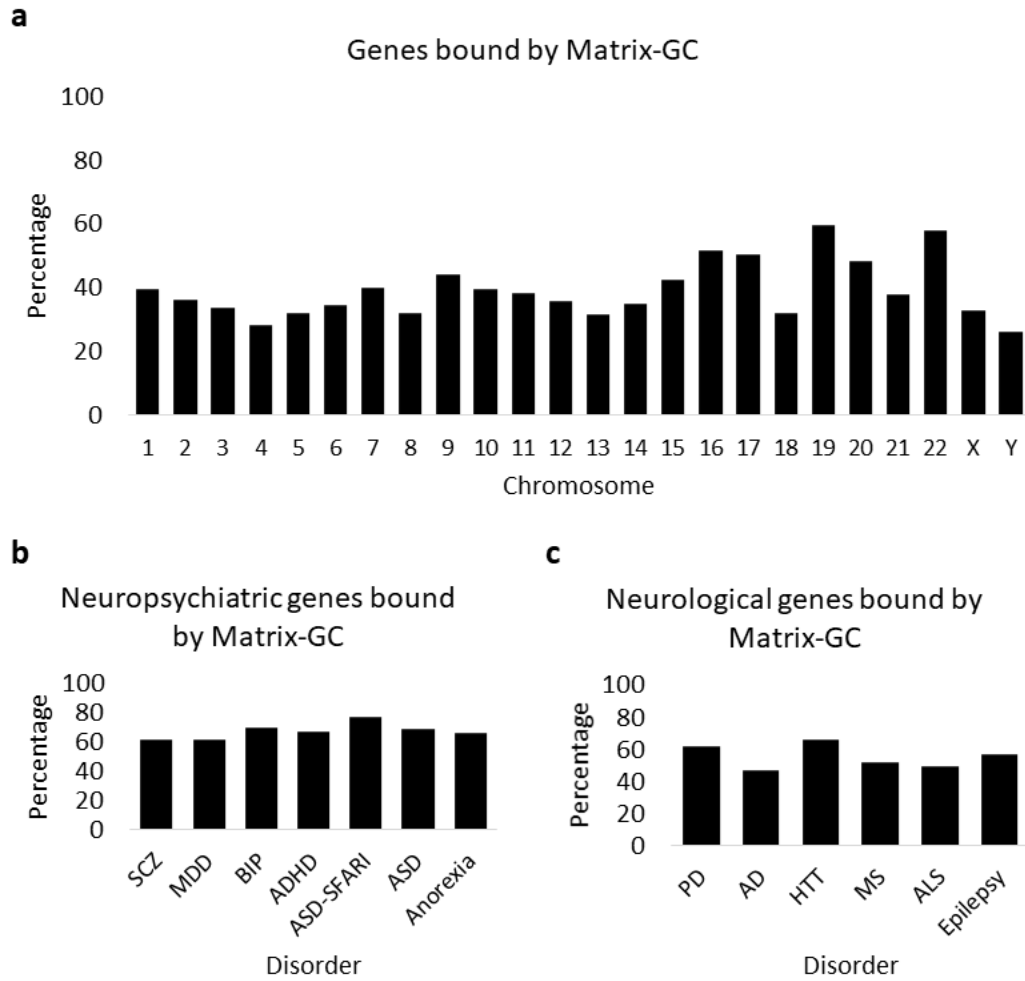 a
Genes bound by Matrix-GC
100
80
60
40
20
0
Percentage
1 2 3 4 5 6 7 8 9 10 11 12 13 14 15 16 17 18 19 20 21 22 X Y
Chromosome
b
Neuropsychiatric genes bound
by Matrix-GC
100
80
60
40
20
0
Percentage
SCZ MDD BIP ADHD ASD-SFARI ASD Anorexia
Disorder
c
Neurological genes bound by
Matrix-GC
100
80
60
40
20
0
Percentage
PD AD HTT MS ALS Epilepsy
Disorder